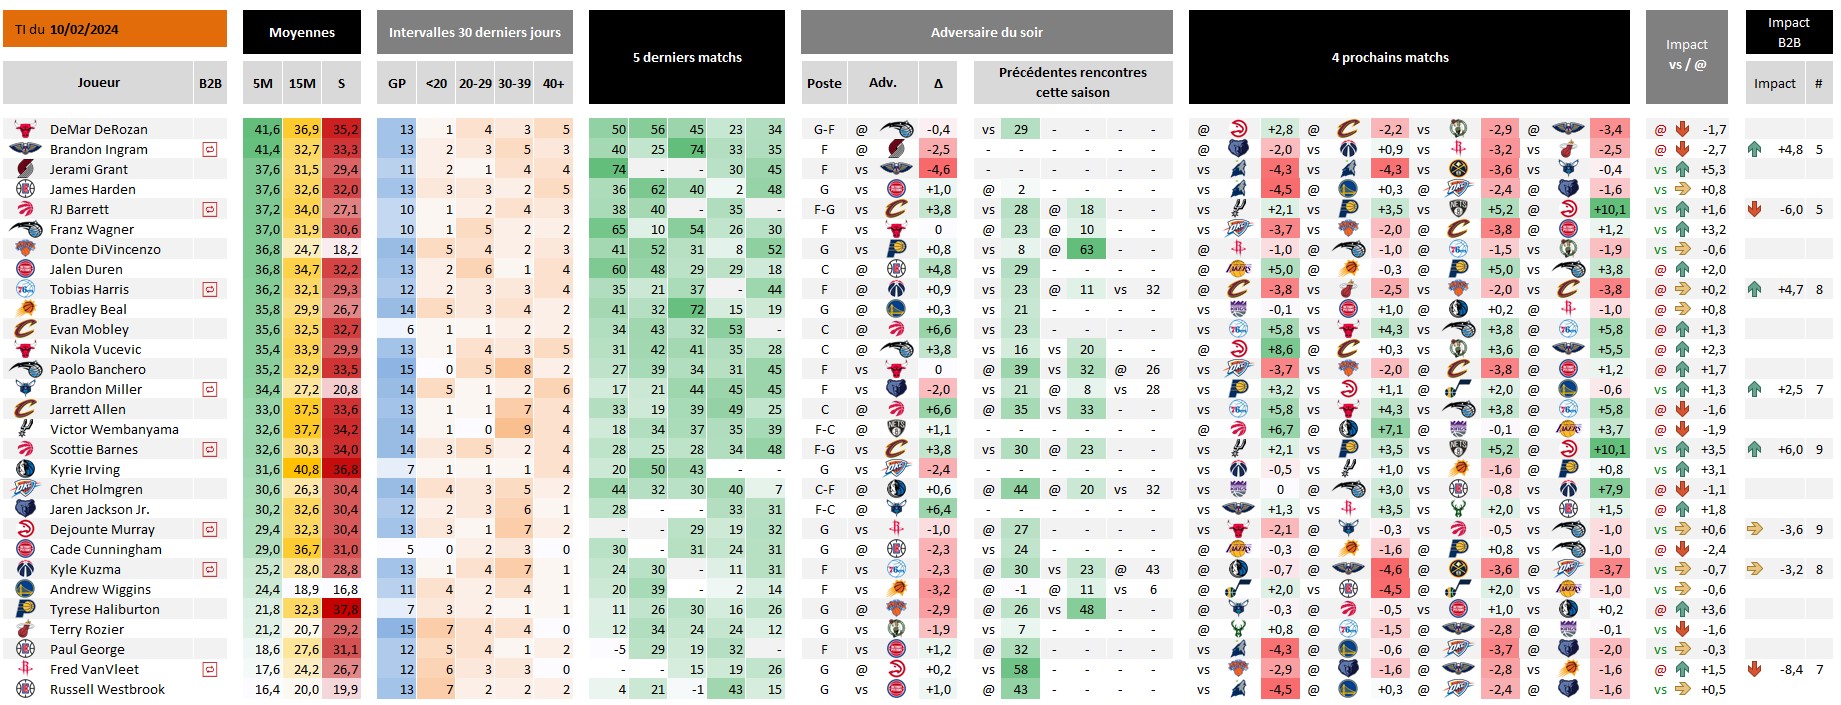 TI du 10/02/2024 Moyennes Intervalles 30 derniers jours 5 derniers matchs Adversaire du soir 4 prochains matchs Impact vs / @ Impact B2B
Joueur B2B 5M 15M S GP <20 20-29 30-39 40+ Poste Adv. Δ Précédentes rencontres cette saison Impact #
DeMar DeRozan 41,6 36,9 35,2 13 1 4 3 5 50 56 45 23 34 G-F @ -0,4 vs 29 - - - - @ +2,8 @ -2,2 vs -2,9 @ -3,4 @ -1,7
Brandon Ingram 41,4 32,7 33,3 13 2 3 5 3 40 25 74 33 35 F @ -2,5 - - - - - - @ -2,0 vs +0,9 @ -3,2 vs -2,5 @ -2,7 +4,8 5
Jerami Grant 37,6 31,5 29,4 11 2 1 4 4 74 - - 30 45 F vs -4,6 - - - - - - vs -4,3 vs -4,3 @ -3,6 vs -0,4 vs +5,3
James Harden 37,6 32,6 32,0 13 3 3 2 5 36 62 40 2 48 G vs +1,0 @ 2 - - - - vs -4,5 @ +0,3 @ -2,4 @ -1,6 vs +0,8
RJ Barrett 37,2 34,0 27,1 10 1 2 4 3 38 40 - 35 - F-G vs +3,8 vs 28 @ 18 - - vs +2,1 vs +3,5 vs +5,2 @ +10,1 vs +1,6 -6,0 5
Franz Wagner 37,0 31,9 30,6 10 1 5 2 2 65 10 54 26 30 F vs 0 @ 23 @ 10 - - vs -3,7 vs -2,0 @ -3,8 @ +1,2 vs +3,2
Donte DiVincenzo 36,8 24,7 18,2 14 5 4 2 3 41 52 31 8 52 G vs +0,8 vs 8 @ 63 - - @ -1,0 @ -1,0 @ -1,5 vs -1,9 vs -0,6
Jalen Duren 36,8 34,7 32,2 13 2 6 1 4 60 48 29 29 18 C @ +4,8 vs 29 - - - - @ +5,0 @ -0,3 vs +5,0 vs +3,8 @ +2,0
Tobias Harris 36,2 32,1 29,3 12 2 3 3 4 35 21 37 - 44 F @ +0,9 vs 23 @ 11 vs 32 @ -3,8 vs -2,5 vs -2,0 @ -3,8 @ +0,2 +4,7 8
Bradley Beal 35,8 29,9 26,7 14 5 3 4 2 41 32 72 15 19 G @ +0,3 vs 21 - - - - vs -0,1 vs +1,0 @ +0,2 vs -1,0 @ +0,8
Evan Mobley 35,6 32,5 32,7 6 1 1 2 2 34 43 32 53 - C @ +6,6 vs 23 - - - - vs +5,8 vs +4,3 vs +3,8 @ +5,8 @ +1,3
Nikola Vucevic 35,4 33,9 29,9 13 1 4 3 5 31 42 41 35 28 C @ +3,8 vs 16 vs 20 - - @ +8,6 @ +0,3 vs +3,6 @ +5,5 @ +2,3
Paolo Banchero 35,2 32,9 33,5 15 0 5 8 2 27 39 34 31 45 F vs 0 @ 39 vs 32 @ 26 vs -3,7 vs -2,0 @ -3,8 @ +1,2 @ +1,7
Brandon Miller 34,4 27,2 20,8 14 5 1 2 6 17 21 44 45 45 F vs -2,0 vs 21 @ 8 vs 28 vs +3,2 vs +1,1 @ +2,0 @ -0,6 vs +1,3 +2,5 7
Jarrett Allen 33,0 37,5 33,6 13 1 1 7 4 33 19 39 49 25 C @ +6,6 @ 35 vs 33 - - vs +5,8 vs +4,3 vs +3,8 @ +5,8 vs -1,6
Victor Wembanyama 32,6 37,7 34,2 14 1 0 9 4 18 34 37 35 39 F-C @ +1,1 - - - - - - @ +6,7 @ +7,1 @ -0,1 @ +3,7 @ -1,9
Scottie Barnes 32,6 30,3 34,0 14 3 5 2 4 28 25 28 34 48 F-G vs +3,8 vs 30 @ 23 - - vs +2,1 vs +3,5 vs +5,2 @ +10,1 vs +3,5 +6,0 9
Kyrie Irving 31,6 40,8 36,8 7 1 1 1 4 20 50 43 - - G vs -2,4 - - - - - - vs -0,5 vs +1,0 vs -1,6 @ +0,8 vs +3,1
Chet Holmgren 30,6 26,3 30,4 14 4 3 5 2 44 32 30 40 7 C-F @ +0,6 @ 44 @ 20 vs 32 vs 0 @ +3,0 vs -0,8 vs +7,9 @ -1,1
Jaren Jackson Jr. 30,2 32,6 30,4 12 2 3 6 1 28 - - 33 31 F-C @ +6,4 - - - - - - vs +1,3 vs +3,5 vs +2,0 vs +1,5 @ +1,8
Dejounte Murray 29,4 32,3 30,4 13 3 1 7 2 - - 29 19 32 G vs -1,0 @ 27 - - - - vs -2,1 @ -0,3 vs -0,5 vs -1,0 vs +0,6 -3,6 9
Cade Cunningham 29,0 36,7 31,0 5 0 2 3 0 30 - 31 24 31 G @ -2,3 vs 24 - - - - @ -0,3 @ -1,6 vs +0,8 vs -1,0 @ -2,4
Kyle Kuzma 25,2 28,0 28,8 13 1 4 7 1 24 30 - 11 31 F vs -2,3 @ 30 vs 23 @ 43 @ -0,7 @ -4,6 @ -3,6 @ -3,7 vs -0,7 -3,2 8
Andrew Wiggins 24,4 18,9 16,8 11 4 4 2 1 20 39 - 2 14 F vs -3,2 @ -1 @ 11 vs 6 @ +2,0 vs -4,5 @ +2,0 vs -1,0 vs -0,6
Tyrese Haliburton 21,8 32,3 37,8 7 3 2 1 1 11 26 30 16 26 G @ -2,9 @ 26 vs 48 - - @ -0,3 @ -0,5 vs +1,0 vs +0,2 @ +3,6
Terry Rozier 21,2 20,7 29,2 15 7 4 4 0 12 34 24 24 12 G vs -1,9 vs 7 - - - - @ +0,8 @ -1,5 @ -2,8 @ -0,1 vs -1,6
Paul George 18,6 27,6 31,1 12 5 4 1 2 -5 29 19 32 - F vs +1,2 @ 32 - - - - vs -4,3 @ -0,6 @ -3,7 @ -2,0 vs -0,3
Fred VanVleet 17,6 24,2 26,7 12 6 3 3 0 - - 15 19 26 G @ +0,2 vs 58 - - - - vs -2,9 @ -1,6 @ -2,8 vs -1,6 @ +1,5 -8,4 7
Russell Westbrook 16,4 20,0 19,9 13 7 2 2 2 4 21 -1 43 15 G vs +1,0 @ 43 - - - - vs -4,5 @ +0,3 @ -2,4 @ -1,6 vs +0,5